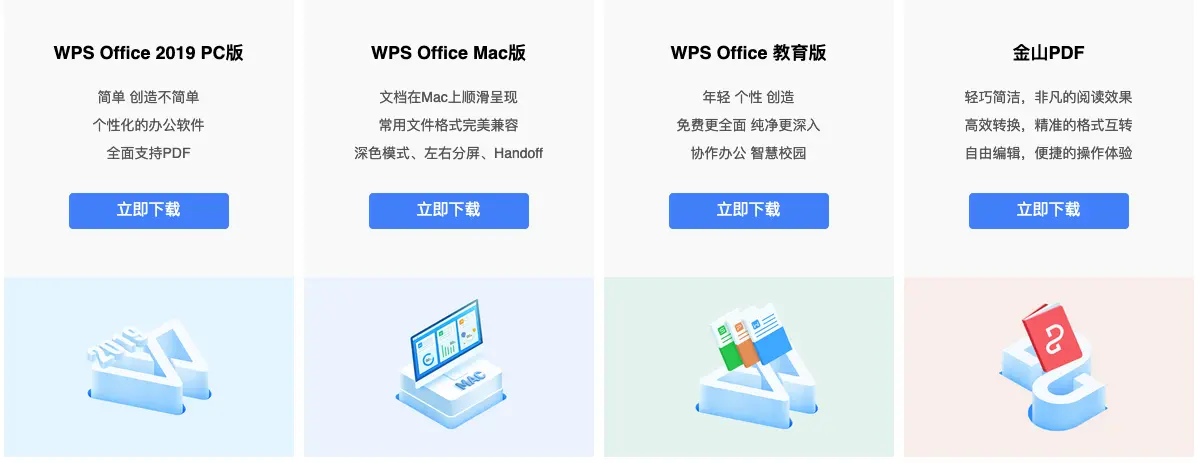 WPS Office 2019 PC版
简单 创造不简单
个性化的办公软件
全面支持PDF
立即下载
2019
WPS Office Mac版
文档在Mac上顺滑呈现
常用文件格式完美兼容
深色模式、左右分屏、Handoff
立即下载
MAC
WPS Office 教育版
年轻 个性 创造
免费更全面 纯净更深入
协作办公 智慧校园
立即下载
金山PDF
轻巧简洁，非凡的阅读效果
高效转换，精准的格式互转
自由编辑，便捷的操作体验
立即下载